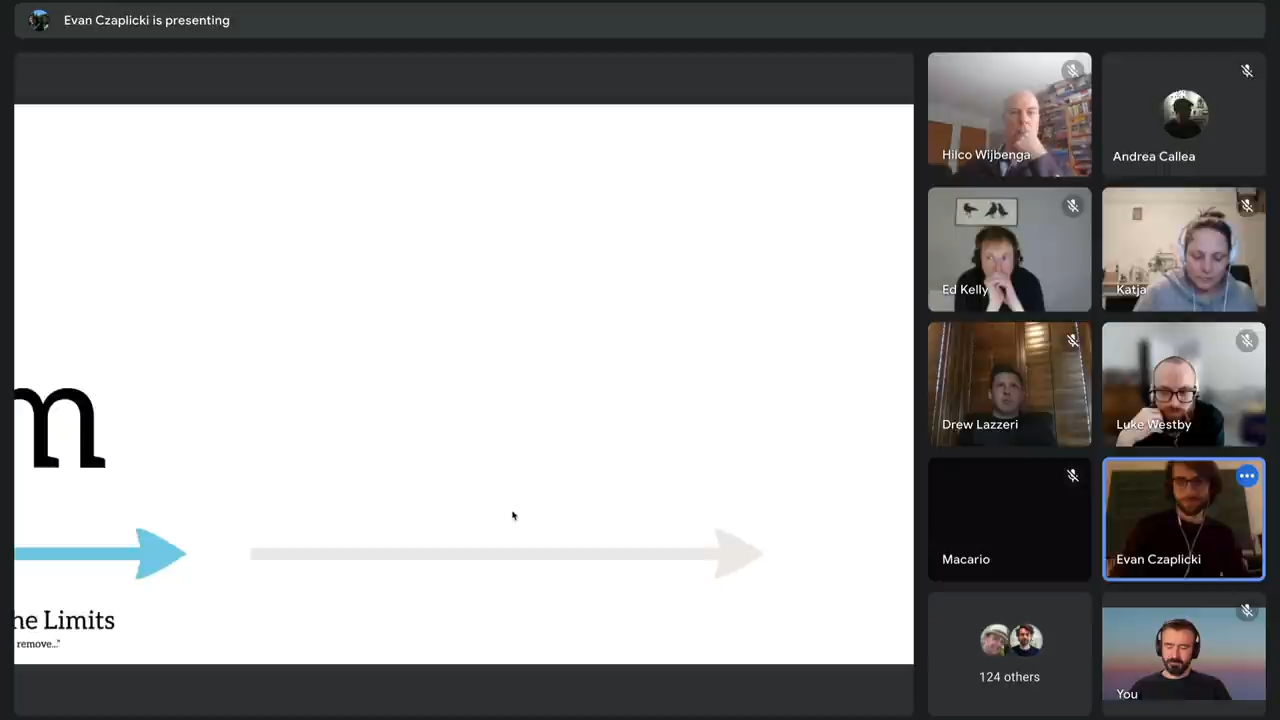 Evan Czaplicki is presenting
m
he Limits
remove..."
Hilco Wijbenga
Andrea Callea
Ed Kelly
Katja
Drew Lazzeri
Luke Westby
Macario
Evan Czaplicki
124 others
You